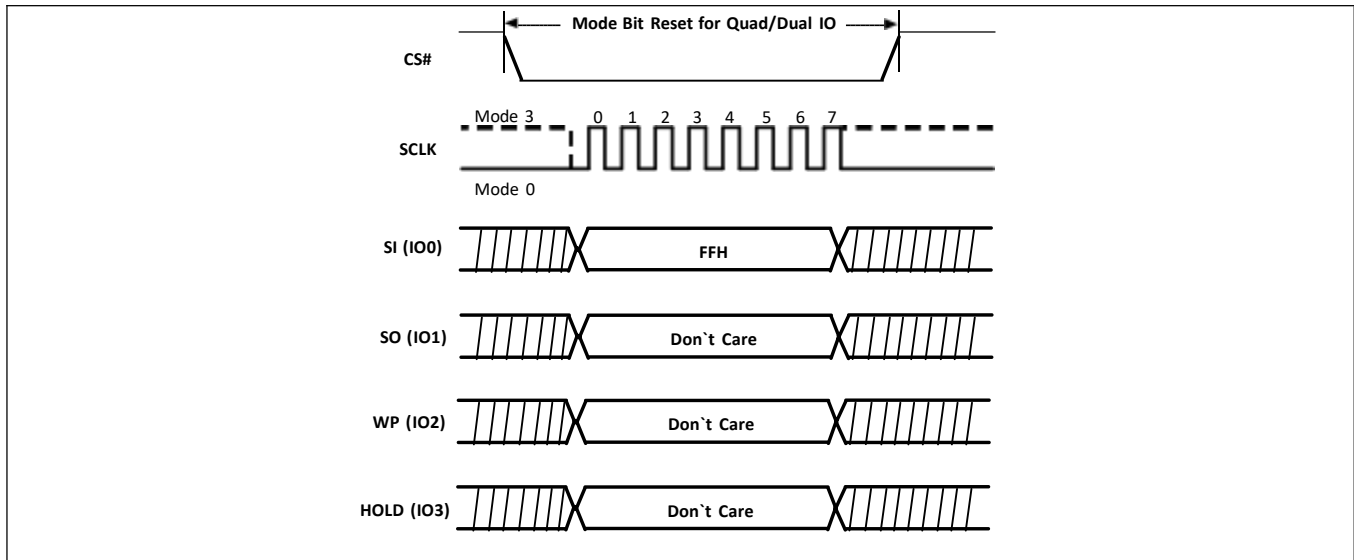 Mode Bit Reset for Quad/Dual IO
CS#
Mode 3
0 1 2 3 4 5 6 7
SCLK
Mode 0
SI (IO0)
FFH
SO (IO1)
Don`t Care
WP (IO2)
Don`t Care
HOLD (IO3)
Don`t Care